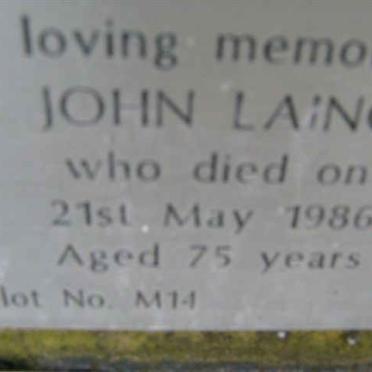 loving memo
JOHN LAIN
who died on
21st May 1986
Aged 75 years
lot No. M14